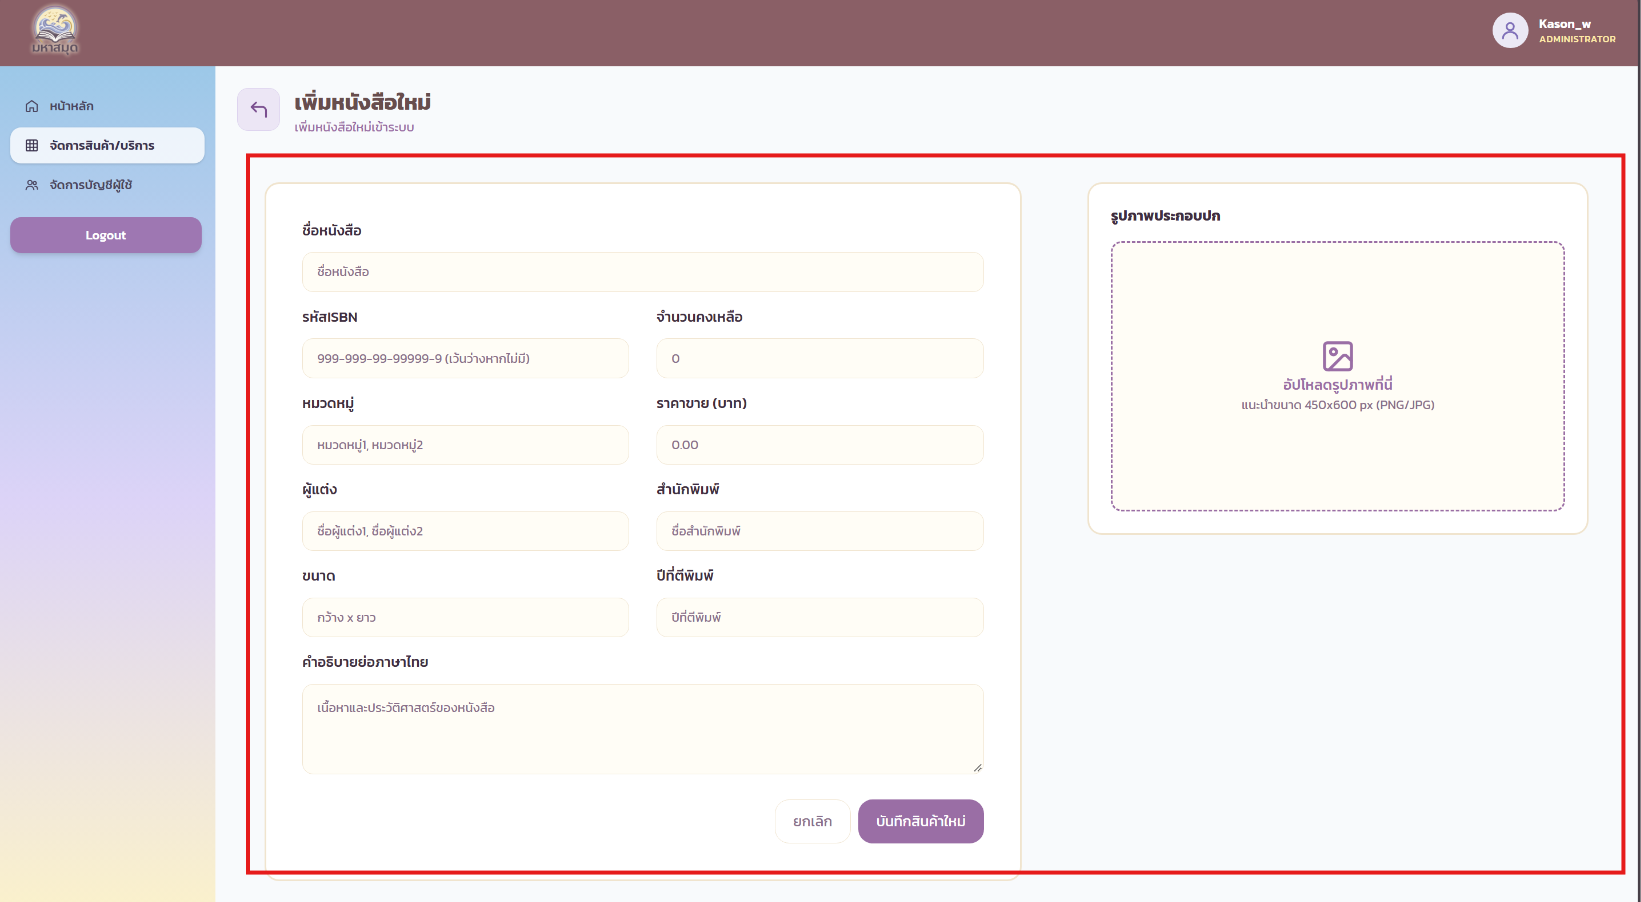 มหาสมุด
Kason_w
ADMINISTRATOR
หน้าหลัก
จัดการสินค้า/บริการ
จัดการบัญชีผู้ใช้
Logout
เพิ่มหนังสือใหม่
เพิ่มหนังสือใหม่เข้าระบบ
ชื่อหนังสือ
ชื่อหนังสือ
รหัสISBN
จำนวนคงเหลือ
999-999-99-99999-9 (เว้นว่างหากไม่มี)
0
หมวดหมู่
ราคาขาย (บาท)
หมวดหมู่1, หมวดหมู่2
0.00
ผู้แต่ง
สำนักพิมพ์
ชื่อผู้แต่ง1, ชื่อผู้แต่ง2
ชื่อสำนักพิมพ์
ขนาด
ปีที่ตีพิมพ์
กว้าง x ยาว
ปีที่ตีพิมพ์
คำอธิบายย่อภาษาไทย
เนื้อหาและประวัติศาสตร์ของหนังสือ
ยกเลิก
บันทึกสินค้าใหม่
รูปภาพประกอบปก
อัปโหลดรูปภาพที่นี่
แนะนำขนาด 450x600 px (PNG/JPG)